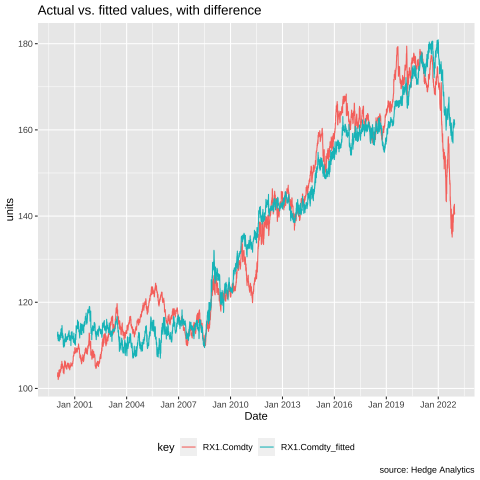 Actual vs. fitted values, with difference
units
180
160
140
120
100
Jan 2001 Jan 2004 Jan 2007 Jan 2010 Jan 2013 Jan 2016 Jan 2019 Jan 2022
Date
key RX1.Comdty RX1.Comdty_fitted
source: Hedge Analytics